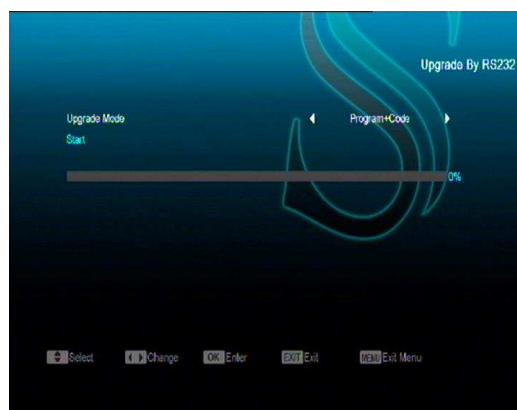 Upgrade By RS232
Upgrade Mode Program+Code
Start
0%
Select Change OK Enter EXIT Exit MENU Exit Menu